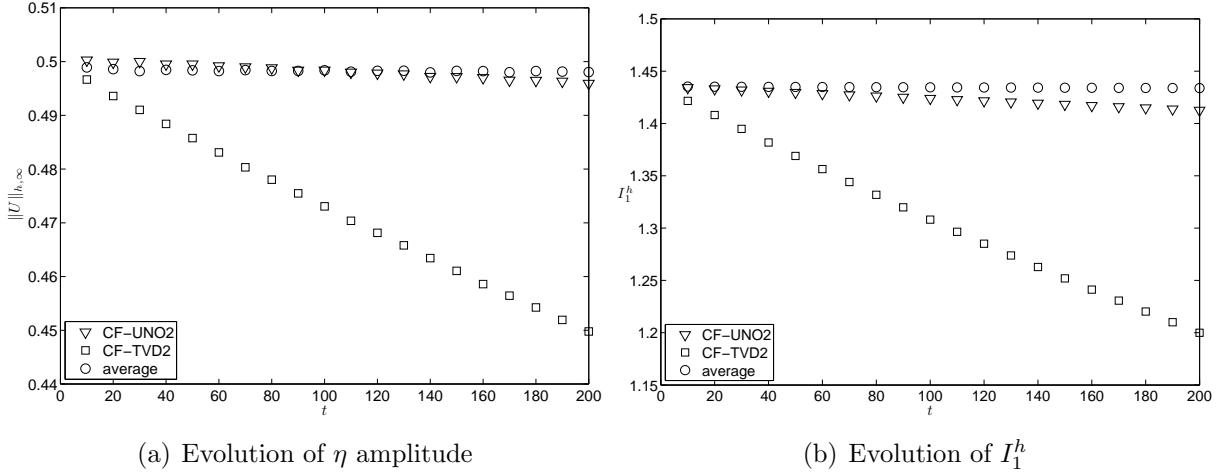 0.51
0.5
0.49
0.48
0.47
0.46
0.45
0.44
‖U‖h,∞
0 20 40 60 80 100 120 140 160 180 200
t
CF−UNO2
CF−TVD2
average
(a) Evolution of η amplitude
1.5
1.45
1.4
1.35
1.3
1.25
1.2
1.15
I₁ʰ
0 20 40 60 80 100 120 140 160 180 200
t
CF−UNO2
CF−TVD2
average
(b) Evolution of I₁ʰ